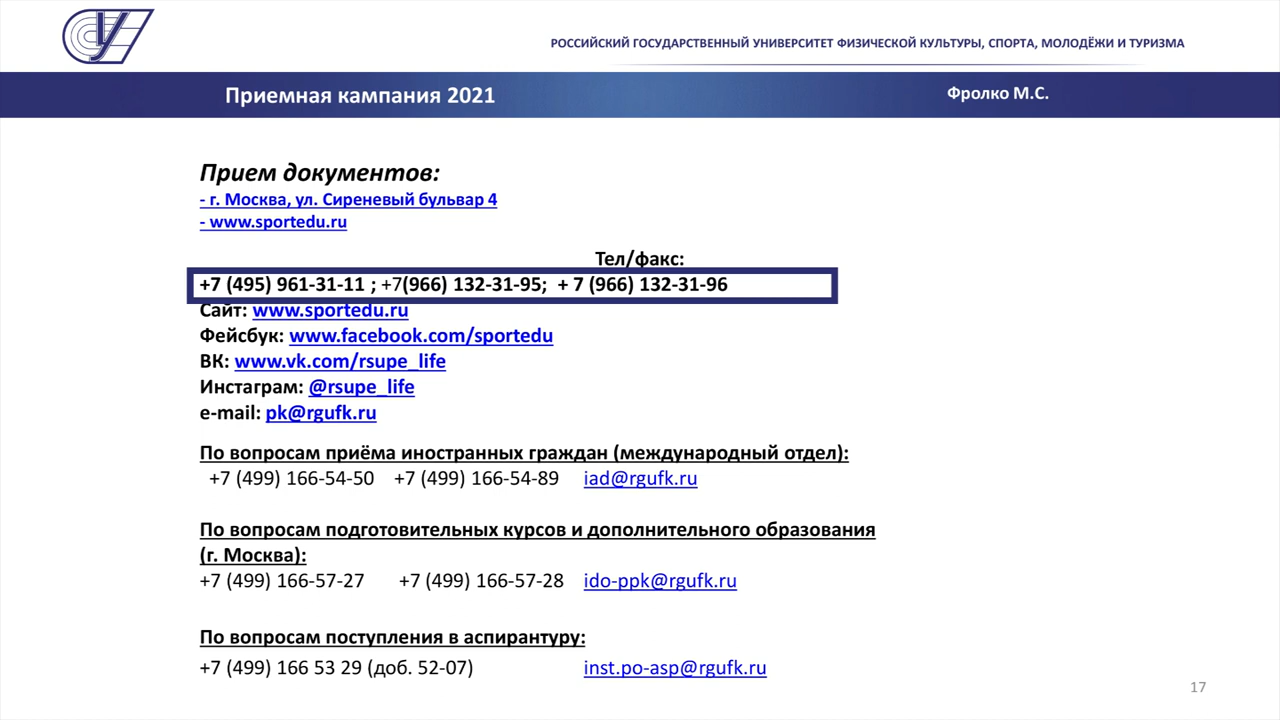 РОССИЙСКИЙ ГОСУДАРСТВЕННЫЙ УНИВЕРСИТЕТ ФИЗИЧЕСКОЙ КУЛЬТУРЫ, СПОРТА, МОЛОДЁЖИ И ТУРИЗМА
Приемная кампания 2021
Фролко М.С.
Прием документов:
- г. Москва, ул. Сиреневый бульвар 4
- www.sportedu.ru
Тел/факс:
+7 (495) 961-31-11 ; +7(966) 132-31-95; + 7 (966) 132-31-96
Сайт: www.sportedu.ru
Фейсбук: www.facebook.com/sportedu
ВК: www.vk.com/rsupe_life
Инстаграм: @rsupe_life
e-mail: pk@rgufk.ru
По вопросам приёма иностранных граждан (международный отдел):
+7 (499) 166-54-50 +7 (499) 166-54-89 iad@rgufk.ru
По вопросам подготовительных курсов и дополнительного образования
(г. Москва):
+7 (499) 166-57-27 +7 (499) 166-57-28 ido-ppk@rgufk.ru
По вопросам поступления в аспирантуру:
+7 (499) 166 53 29 (доб. 52-07) inst.po-asp@rgufk.ru
17